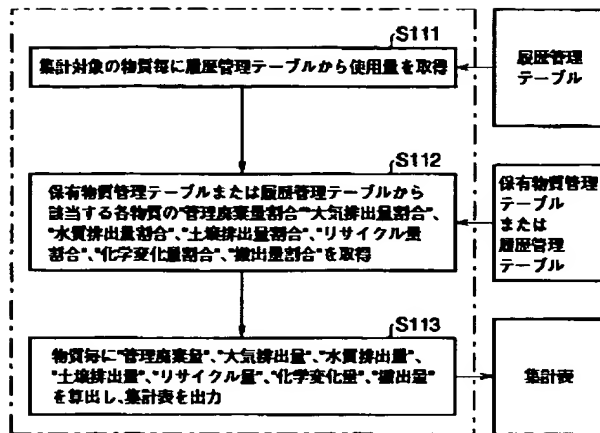 S111
集計対象の物質毎に履歴管理テーブルから使用量を取得
履歴管理
テーブル
S112
保有物質管理テーブルまたは履歴管理テーブルから
該当する各物質の"管理廃棄量割合"、"大気排出量割合"、
"水質排出量割合"、"土壌排出量割合"、"リサイクル量
割合"、"化学変化量割合"、"搬出量割合"を取得
保有物質管理
テーブル
または
履歴管理
テーブル
S113
物質毎に"管理廃棄量"、"大気排出量"、"水質排出量"、
"土壌排出量"、"リサイクル量"、"化学変化量"、"搬出量"
を算出し、集計表を出力
集計表